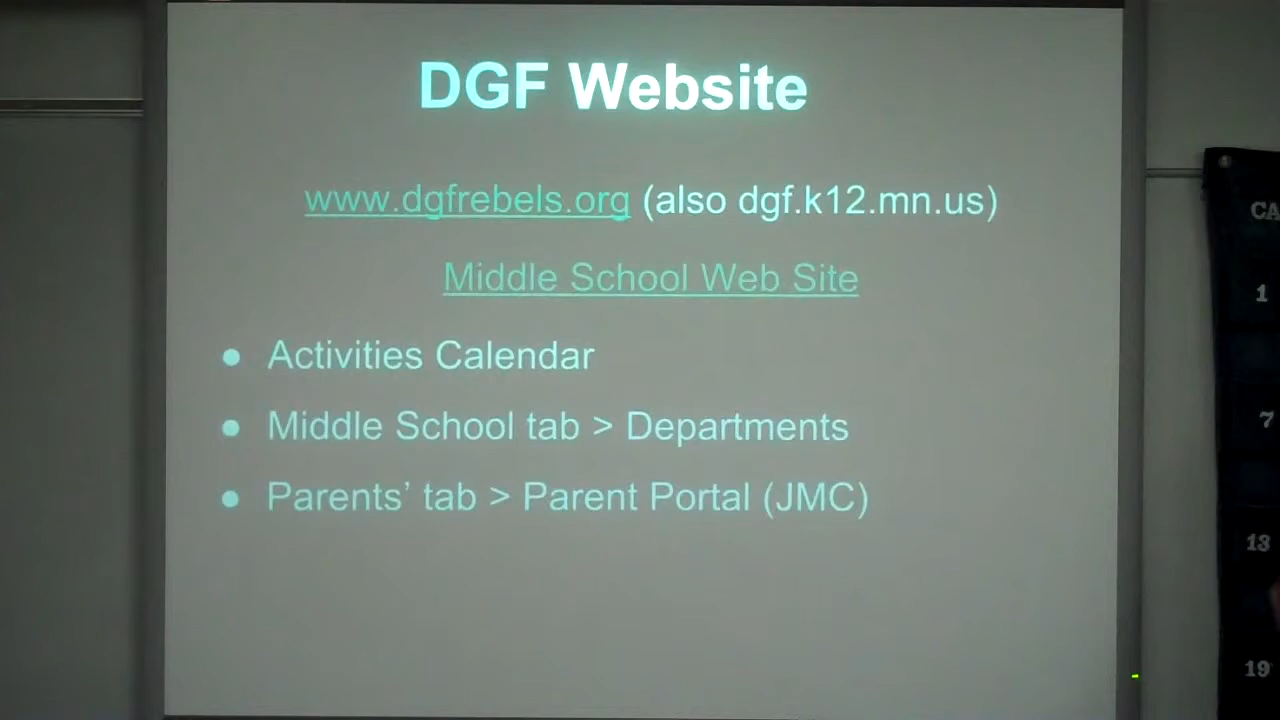 DGF Website
www.dgfrebels.org (also dgf.k12.mn.us)
Middle School Web Site
● Activities Calendar
● Middle School tab > Departments
● Parents' tab > Parent Portal (JMC)
CA
1
7
13
19